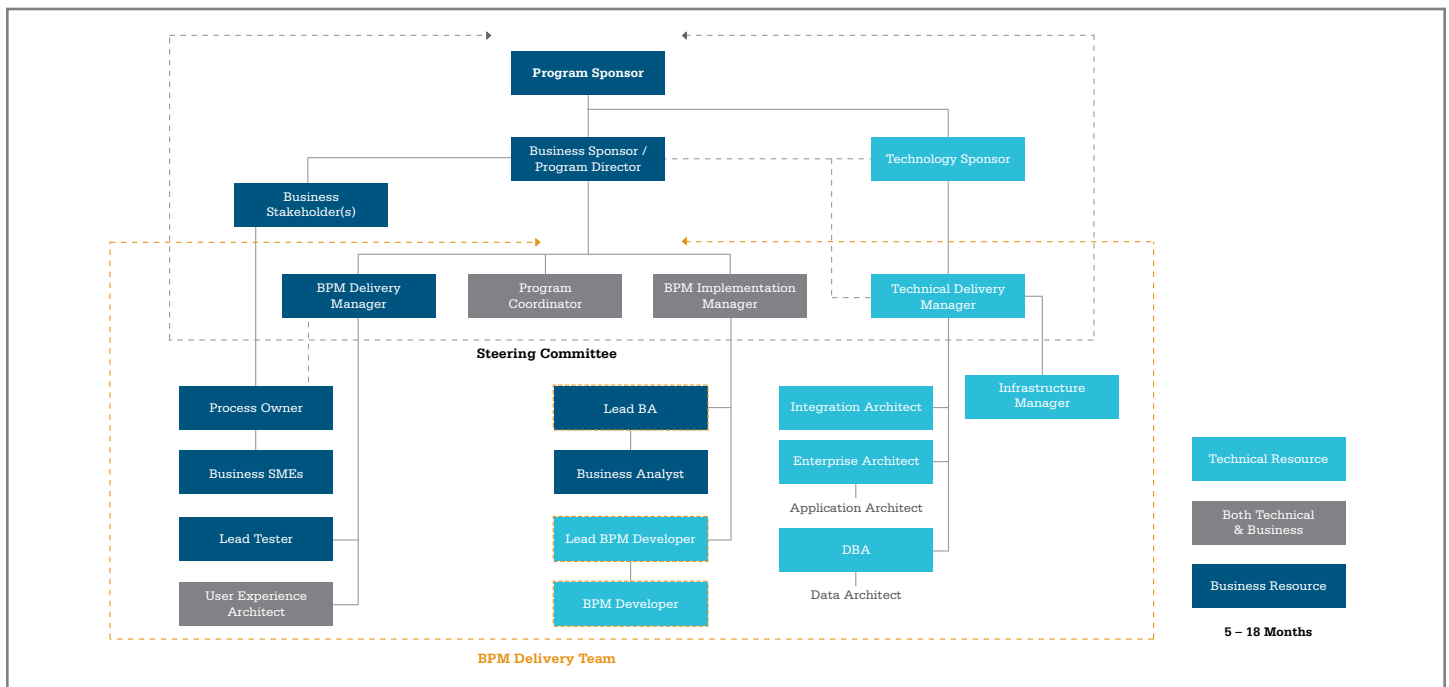 Program Sponsor
Business Sponsor /
Program Director
Technology Sponsor
Business
Stakeholder(s)
BPM Delivery
Manager
Program
Coordinator
BPM Implementation
Manager
Technical Delivery
Manager
Steering Committee
Process Owner
Lead BA
Integration Architect
Infrastructure
Manager
Business SMEs
Business Analyst
Enterprise Architect
Application Architect
Lead Tester
Lead BPM Developer
DBA
Data Architect
User Experience
Architect
BPM Developer
BPM Delivery Team
Technical Resource
Both Technical
& Business
Business Resource
5 – 18 Months